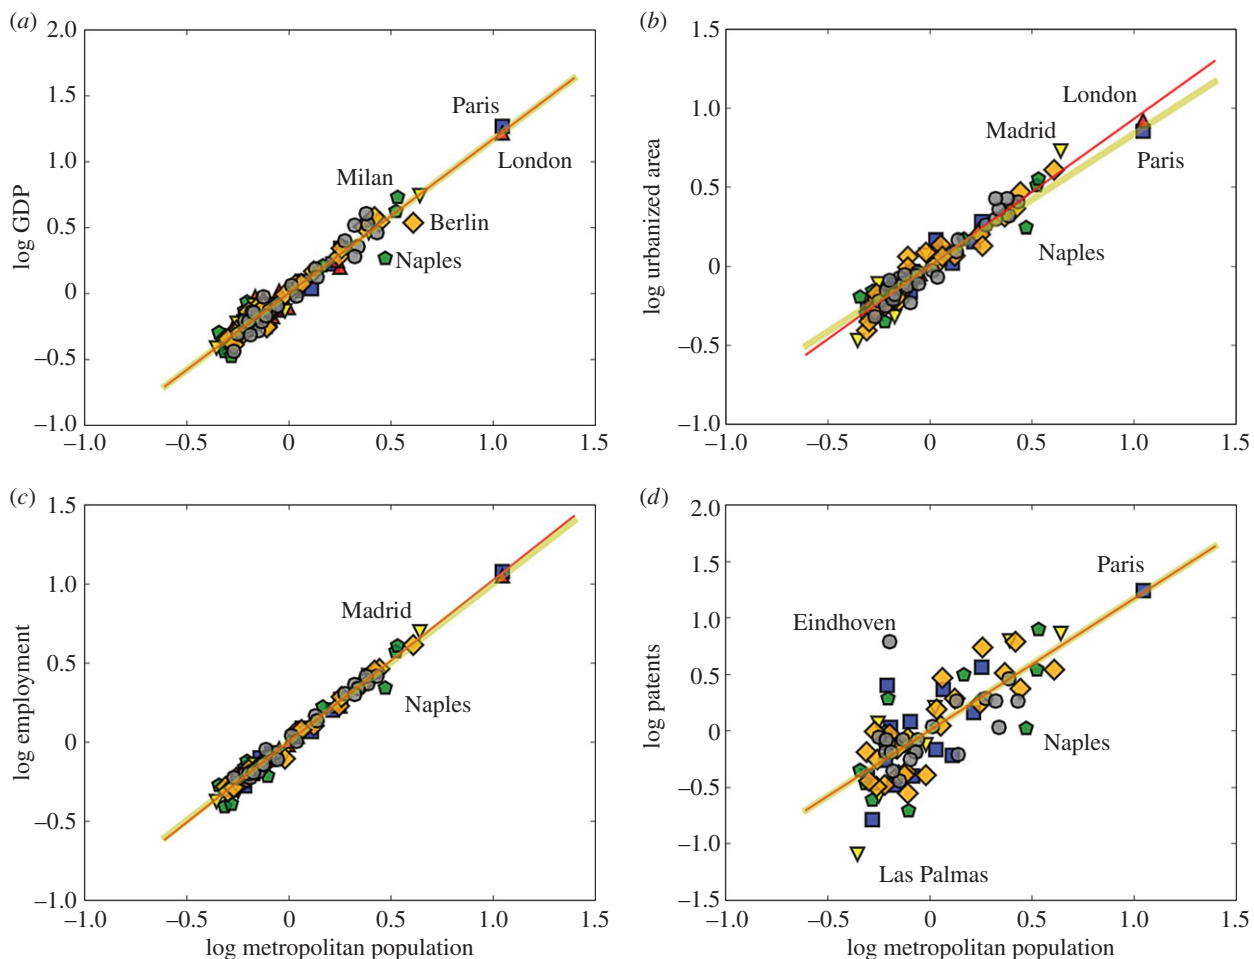 (a)
2.0
1.5
1.0
0.5
0
–0.5
–1.0
log GDP
Paris
London
Milan
Berlin
Naples
–1.0 –0.5 0 0.5 1.0 1.5
(b)
1.5
1.0
0.5
0
–0.5
–1.0
log urbanized area
London
Madrid
Paris
Naples
–1.0 –0.5 0 0.5 1.0 1.5
(c)
1.5
1.0
0.5
0
–0.5
–1.0
log employment
Madrid
Naples
–1.0 –0.5 0 0.5 1.0 1.5
log metropolitan population
(d)
2.0
1.5
1.0
0.5
0
–0.5
–1.0
–1.5
log patents
Paris
Eindhoven
Naples
Las Palmas
–1.0 –0.5 0 0.5 1.0 1.5
log metropolitan population